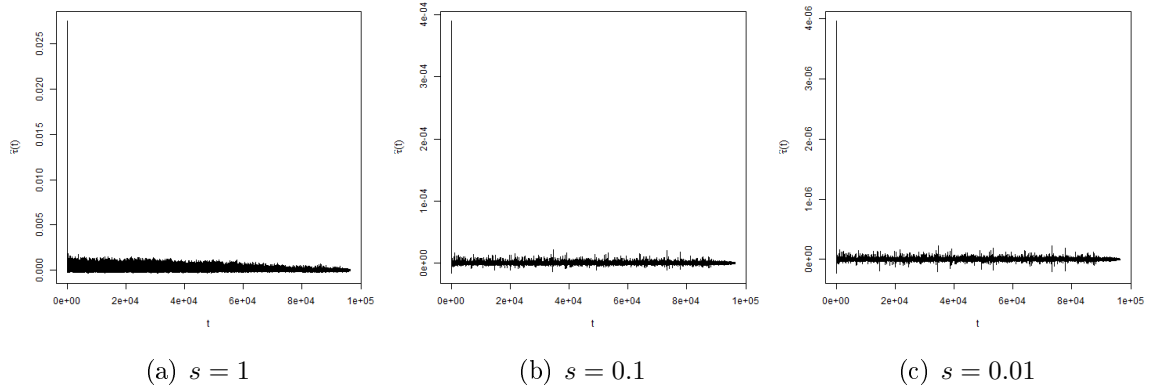 0.025
0.020
0.015
0.010
0.005
0.000
τ̂(t)
0e+00 2e+04 4e+04 6e+04 8e+04 1e+05
t
4e-04
3e-04
2e-04
1e-04
0e+00
τ̂(t)
0e+00 2e+04 4e+04 6e+04 8e+04 1e+05
t
4e-06
3e-06
2e-06
1e-06
0e+00
τ̂(t)
0e+00 2e+04 4e+04 6e+04 8e+04 1e+05
t
(a) s = 1
(b) s = 0.1
(c) s = 0.01